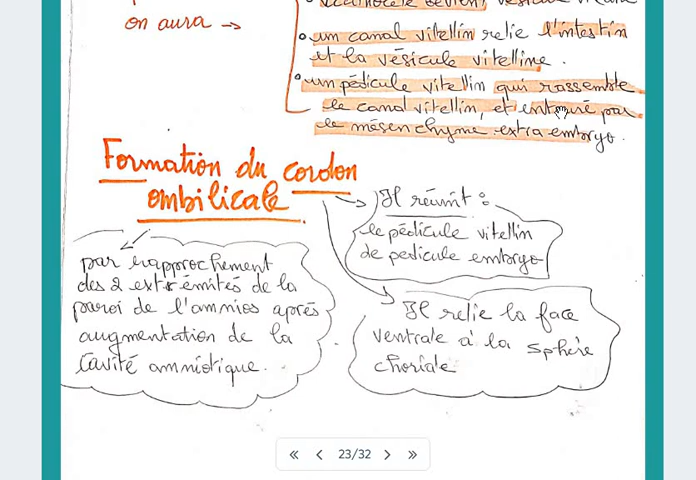 devient
on aura →
un canal vitellin relie l'intestin
et la vésicule vitelline.
un pédicule vitellin qui rassemble
le canal vitellin, et entouré par
le mésenchyme extra embryo.
Formation du cordon
ombilicale
Il réunit :
le pédicule vitellin
de pedicule embryo
par rapprochement
des 2 extrémités de la
paroi de l'amnios aprés
augmentation de la
Cavité amniotique.
Il relie la face
ventrale à la sphère
choriale
23/32